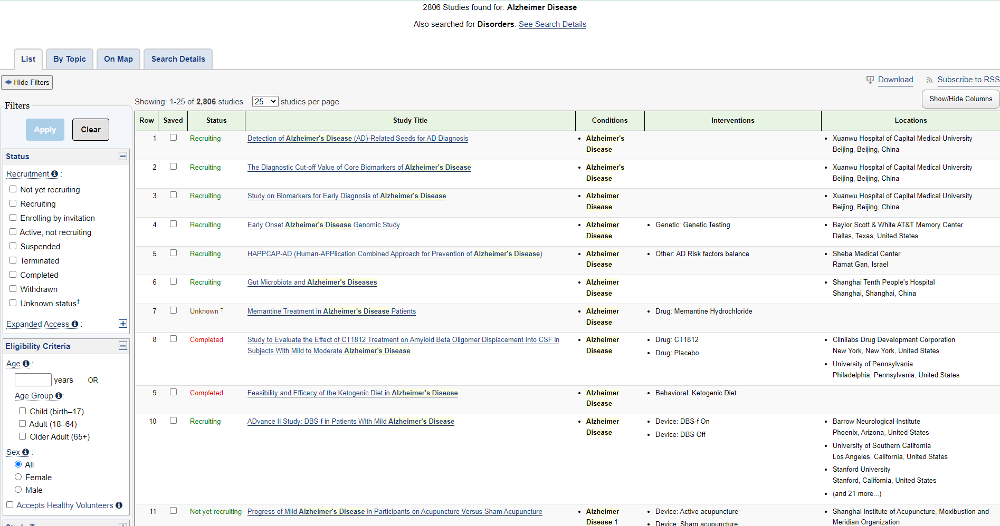 2806 Studies found for: Alzheimer Disease
Also searched for Disorders. See Search Details
List By Topic On Map Search Details
Hide Filters
Download Subscribe to RSS
Showing: 1-25 of 2,806 studies 25 studies per page
Show/Hide Columns
Filters
Apply Clear
Status
Recruitment :
Not yet recruiting
Recruiting
Enrolling by invitation
Active, not recruiting
Suspended
Terminated
Completed
Withdrawn
Unknown status†
Expanded Access :
Eligibility Criteria
Age :
years OR
Age Group :
Child (birth–17)
Adult (18–64)
Older Adult (65+)
Sex :
All
Female
Male
Accepts Healthy Volunteers
Row Saved Status Study Title Conditions Interventions Locations
1 Recruiting Detection of Alzheimer's Disease (AD)-Related Seeds for AD Diagnosis • Alzheimer's • Xuanwu Hospital of Capital Medical University
Disease Beijing, Beijing, China
2 Recruiting The Diagnostic Cut-off Value of Core Biomarkers of Alzheimer's Disease • Alzheimer's • Xuanwu Hospital of Capital Medical University
Disease Beijing, Beijing, China
3 Recruiting Study on Biomarkers for Early Diagnosis of Alzheimer's Disease • Alzheimer • Xuanwu Hospital of Capital Medical University
Disease Beijing, Beijing, China
4 Recruiting Early Onset Alzheimer's Disease Genomic Study • Alzheimer • Genetic: Genetic Testing • Baylor Scott & White AT&T Memory Center
Disease Dallas, Texas, United States
5 Recruiting HAPPCAP-AD (Human-APPlication Combined Approach for Prevention of Alzheimer's Disease) • Alzheimer • Other: AD Risk factors balance • Sheba Medical Center
Disease Ramat Gan, Israel
6 Recruiting Gut Microbiota and Alzheimer's Diseases • Alzheimer • Shanghai Tenth People's Hospital
Disease Shanghai, Shanghai, China
7 Unknown † Memantine Treatment in Alzheimer's Disease Patients • Alzheimer • Drug: Memantine Hydrochloride
Disease
8 Completed Study to Evaluate the Effect of CT1812 Treatment on Amyloid Beta Oligomer Displacement Into CSF in • Alzheimer • Drug: CT1812 • Clinilabs Drug Development Corporation
Subjects With Mild to Moderate Alzheimer's Disease Disease • Drug: Placebo New York, New York, United States
• University of Pennsylvania
Philadelphia, Pennsylvania, United States
9 Completed Feasibility and Efficacy of the Ketogenic Diet in Alzheimer's Disease • Alzheimer • Behavioral: Ketogenic Diet
Disease
10 Recruiting ADvance II Study: DBS-f in Patients With Mild Alzheimer's Disease • Alzheimer • Device: DBS-f On • Barrow Neurological Institute
Disease • Device: DBS Off Phoenix, Arizona, United States
• University of Southern California
Los Angeles, California, United States
• Stanford University
Stanford, California, United States
• (and 21 more...)
11 Not yet recruiting Progress of Mild Alzheimer's Disease in Participants on Acupuncture Versus Sham Acupuncture • Alzheimer • Device: Active acupuncture • Shanghai Institute of Acupuncture, Moxibustion and
Disease 1 • Device: Sham acupuncture Meridian Organization